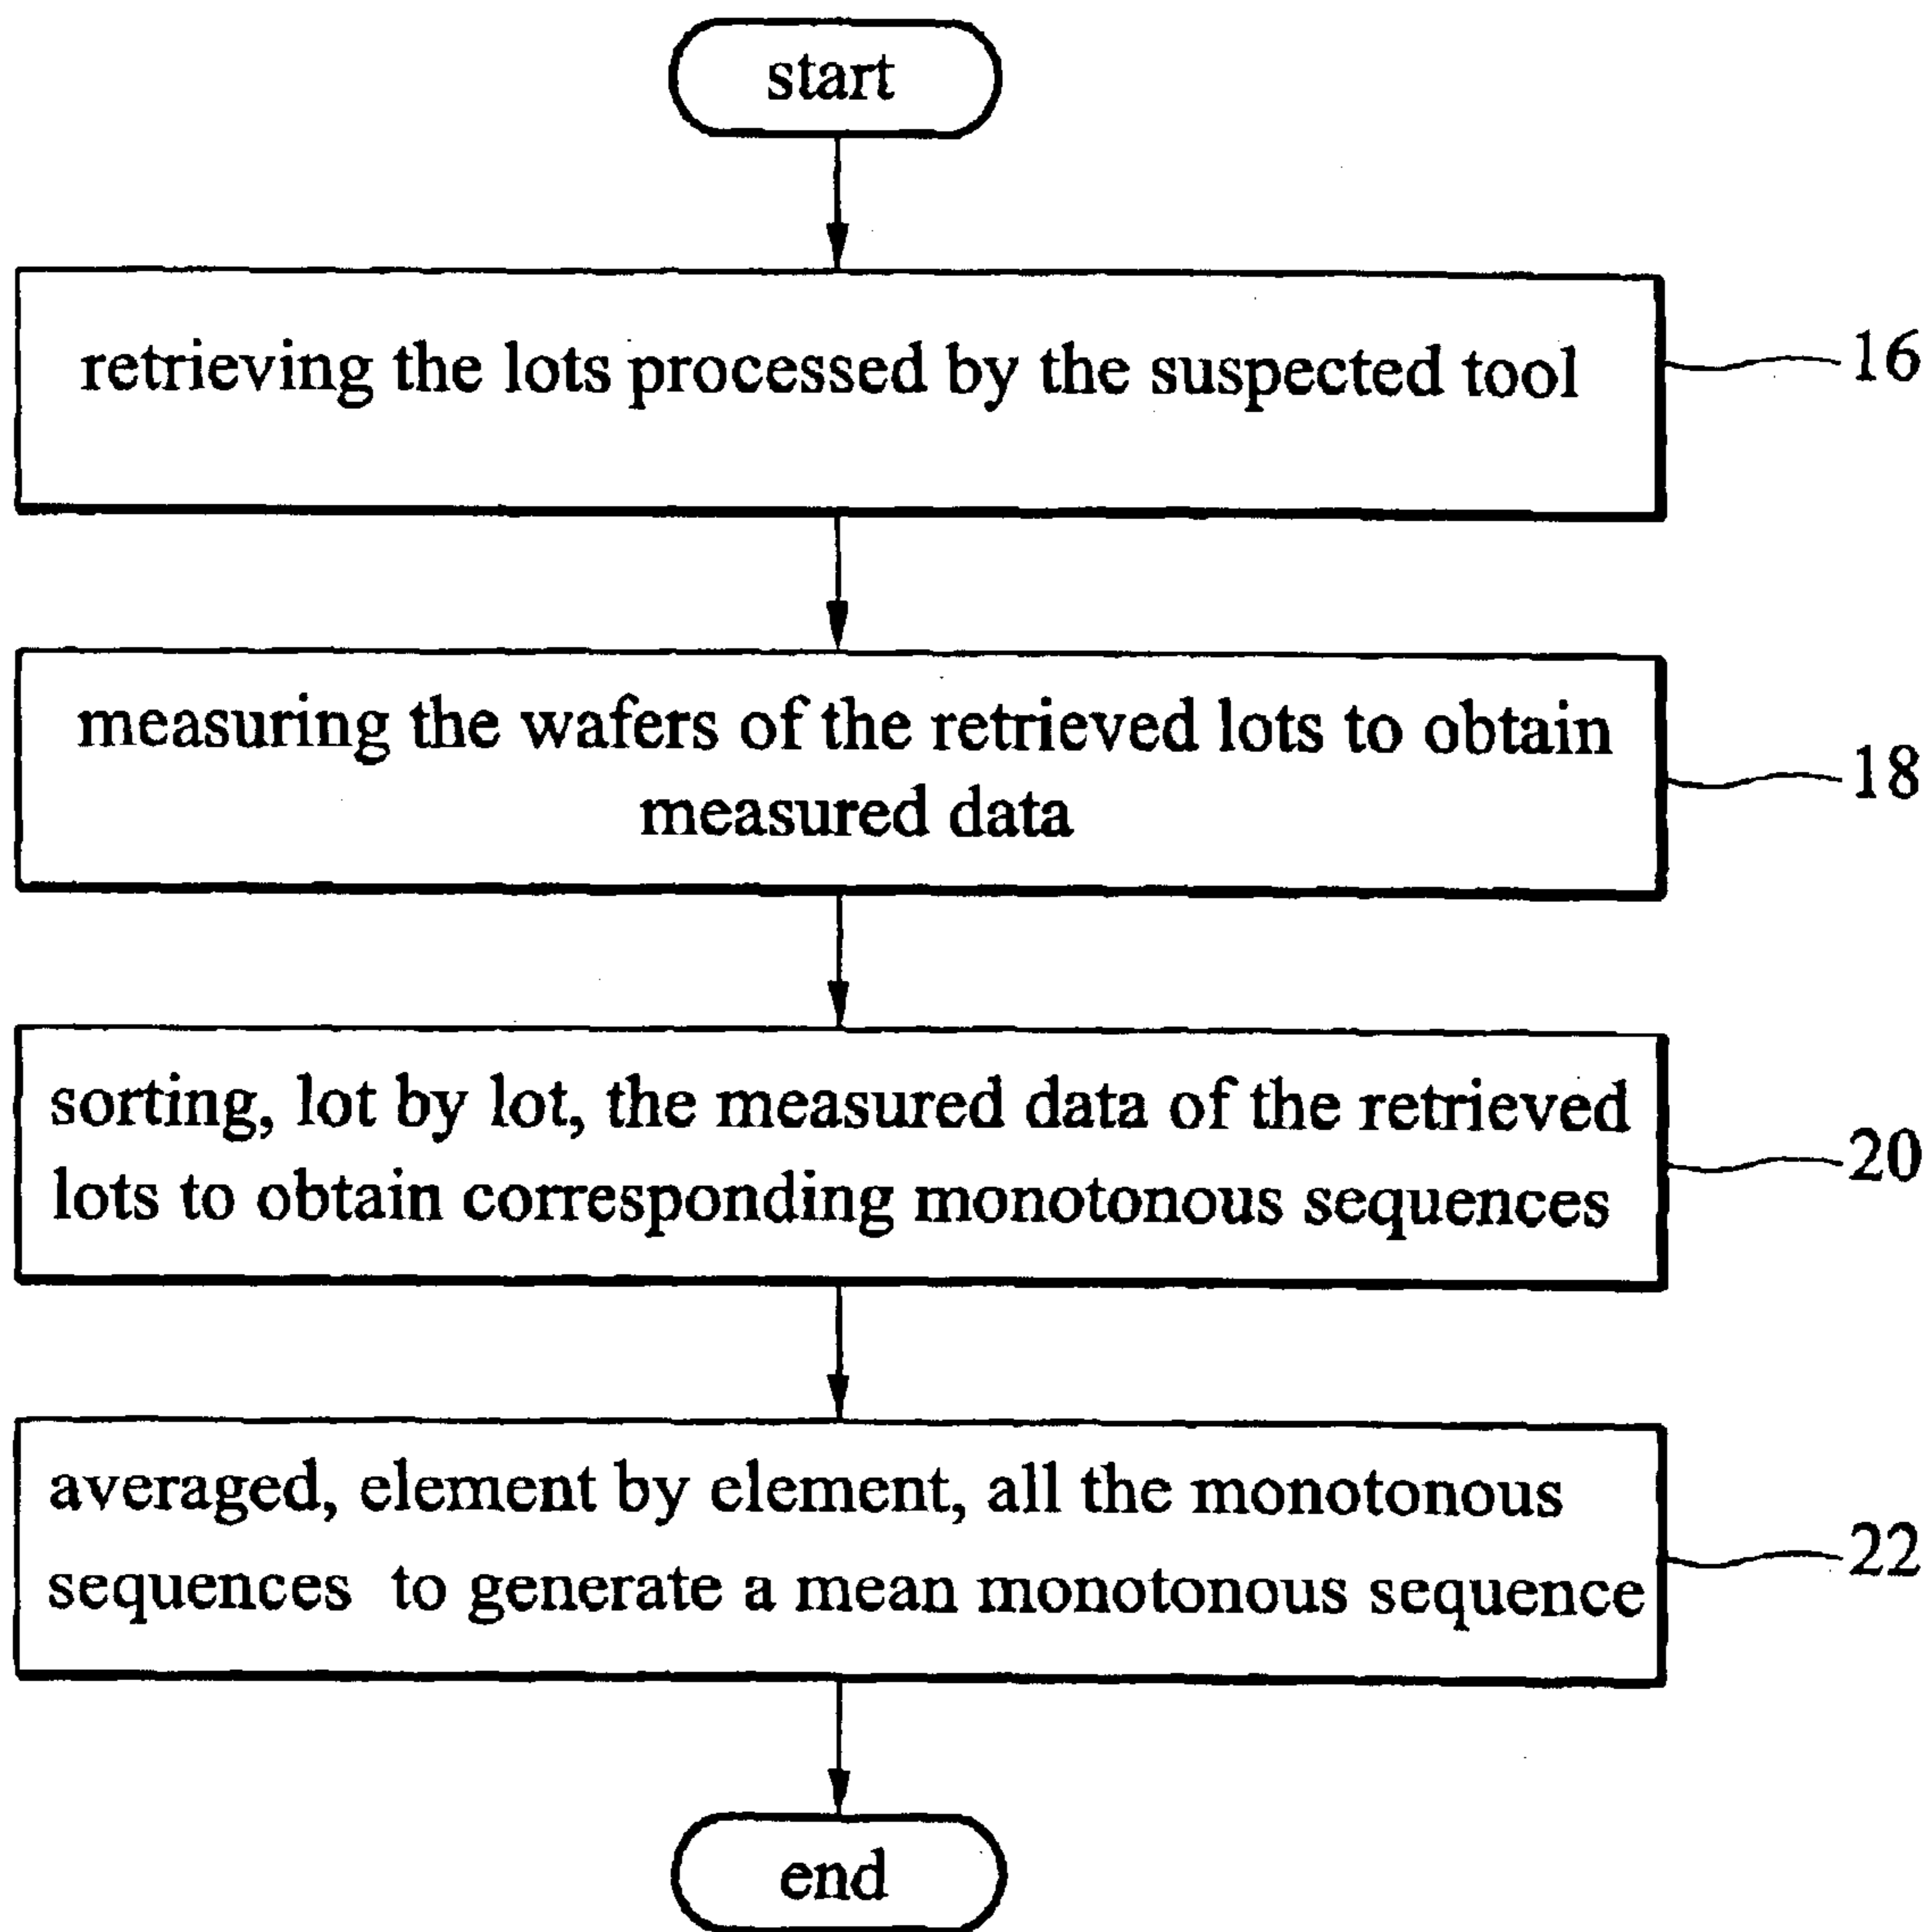 start
retrieving the lots processed by the suspected tool
16
measuring the wafers of the retrieved lots to obtain
measured data
18
sorting, lot by lot, the measured data of the retrieved
lots to obtain corresponding monotonous sequences
20
averaged, element by element, all the monotonous
sequences to generate a mean monotonous sequence
22
end